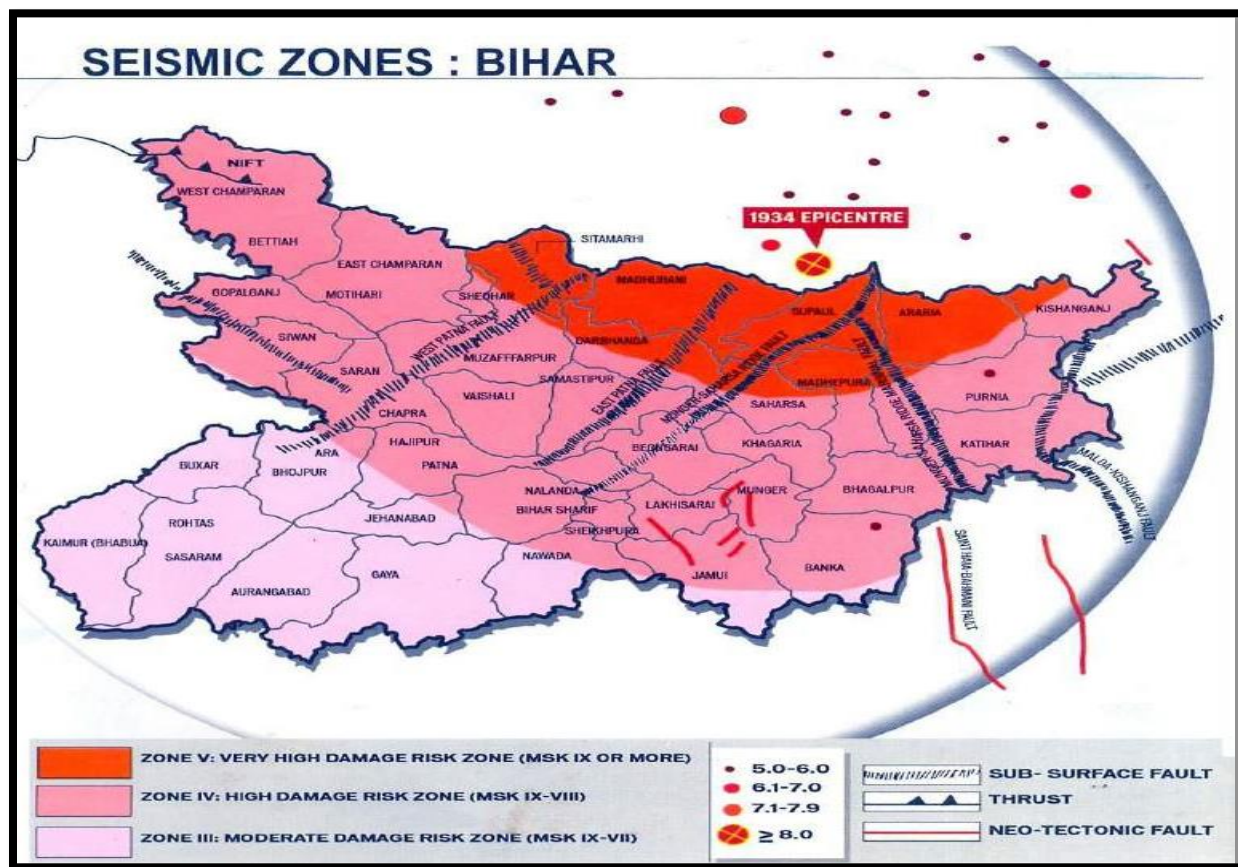 SEISMIC ZONES : BIHAR
NIFT
WEST CHAMPARAN
1934 EPICENTRE
BETTIAH
SITAMARHI
EAST CHAMPARAN
MADHUBANI
GOPALGANJ
MOTIHARI
SHEOHAR
SUPAUL
ARARIA
KISHANGANJ
SIWAN
WEST PATNA FAULT
DARBHANGA
MUZAFFFARPUR
SARAN
SAMASTIPUR
EAST PATNA FAULT
MADHEPURA
VAISHALI
SAHARSA
PURNIA
CHAPRA
HAJIPUR
BEGUSARAI
KHAGARIA
KATIHAR
ARA
BUXAR
BHOJPUR
PATNA
MALDA-KISHANGANJ FAULT
NALANDA
LAKHISARAI
MUNGER
BHAGALPUR
ROHTAS
JEHANABAD
BIHAR SHARIF
SHEIKHPURA
KAIMUR (BHABUA)
SASARAM
NAWADA
GAYA
JAMUI
BANKA
AURANGABAD
ZONE V: VERY HIGH DAMAGE RISK ZONE (MSK IX OR MORE)
ZONE IV: HIGH DAMAGE RISK ZONE (MSK IX-VIII)
ZONE III: MODERATE DAMAGE RISK ZONE (MSK IX-VII)
5.0-6.0
6.1-7.0
7.1-7.9
≥ 8.0
SUB- SURFACE FAULT
THRUST
NEO-TECTONIC FAULT